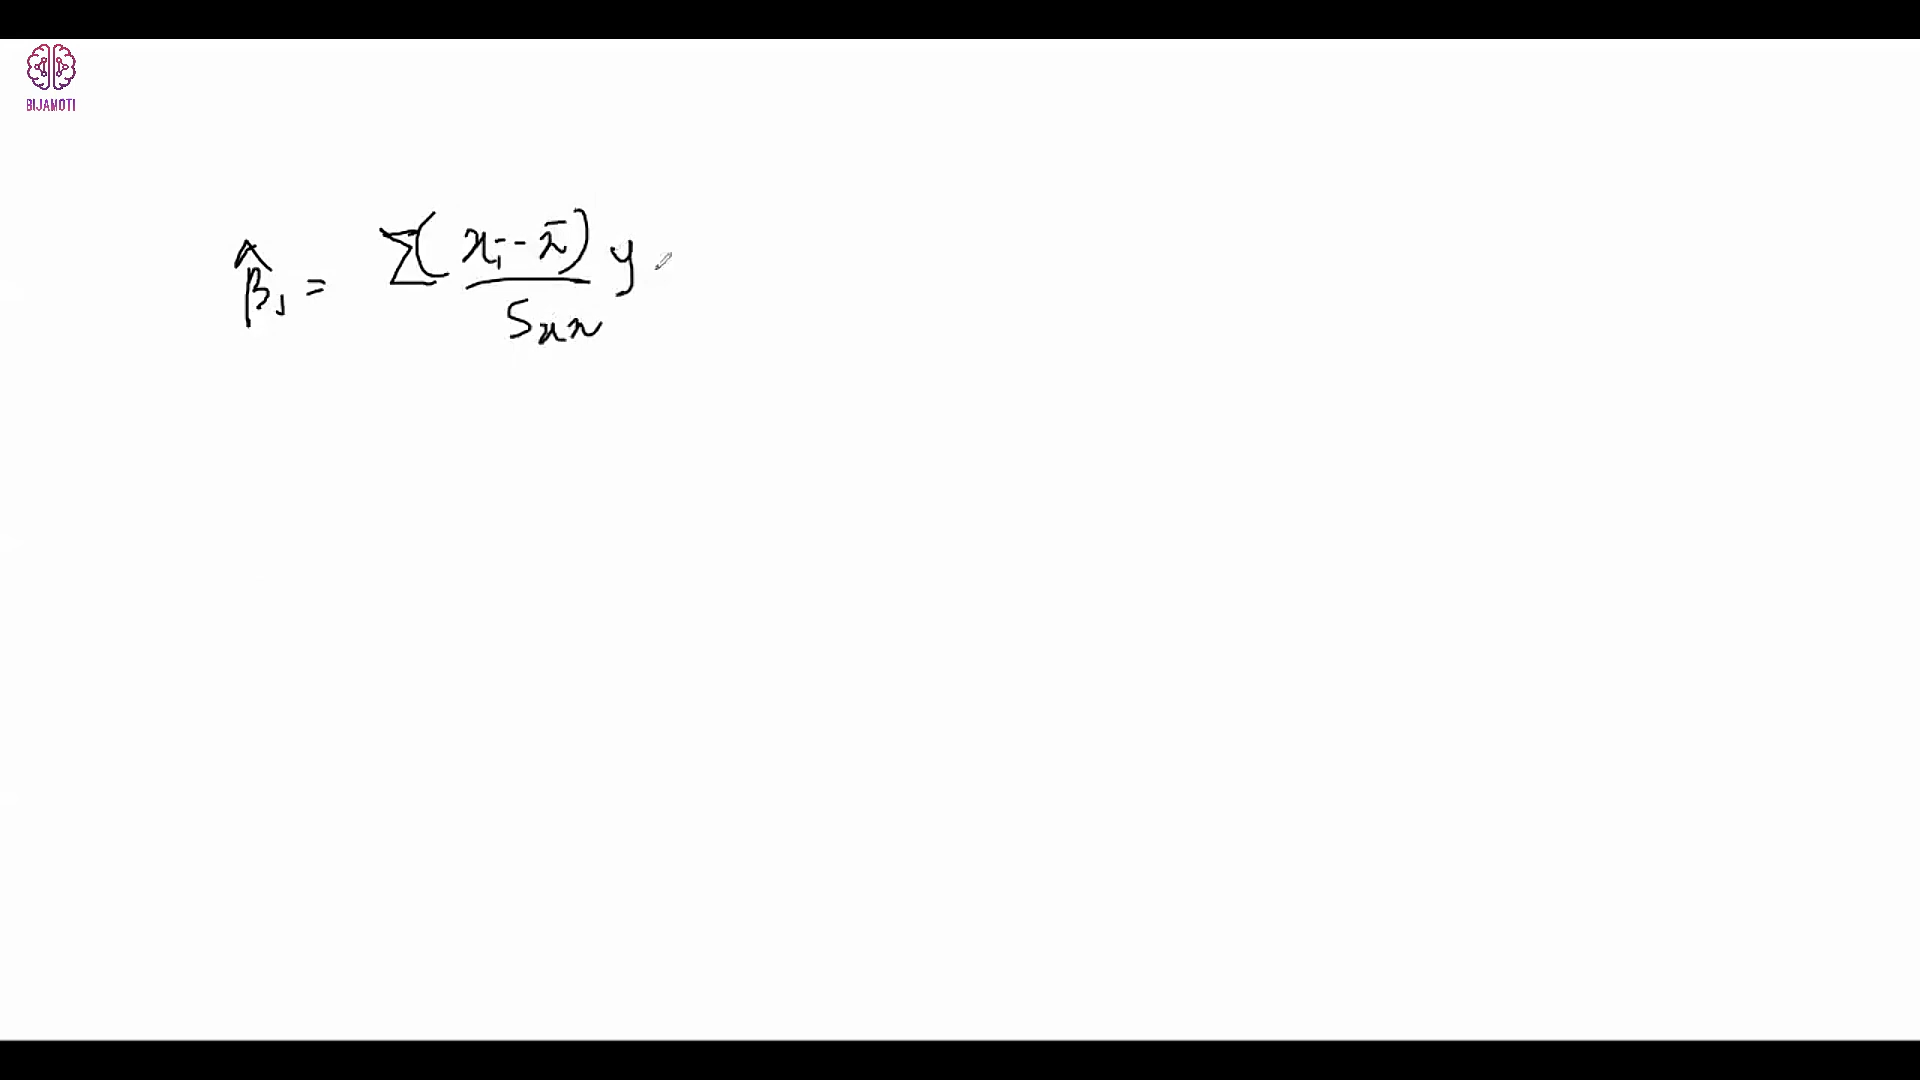 BIJAMOTI
β̂₁ = Σ (xᵢ - x̄) y / Sxx